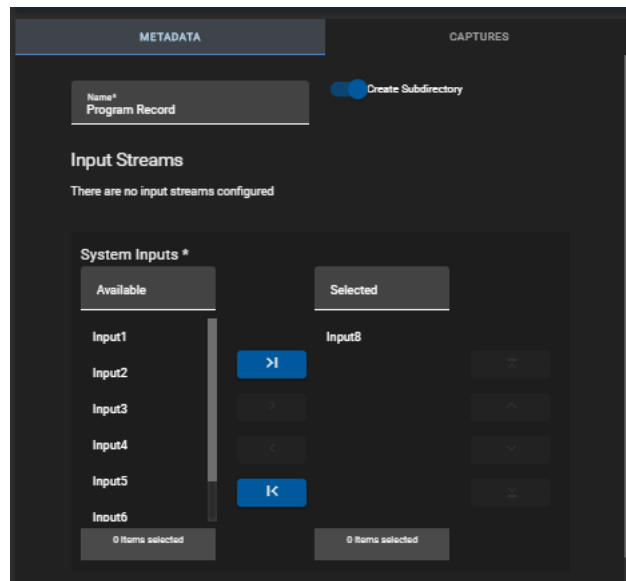 METADATA
CAPTURES
Name*
Program Record
Create Subdirectory
Input Streams
There are no input streams configured
System Inputs *
Available
Selected
Input1
Input2
Input3
Input4
Input5
Input6
Input8
0 Items selected
0 Items selected